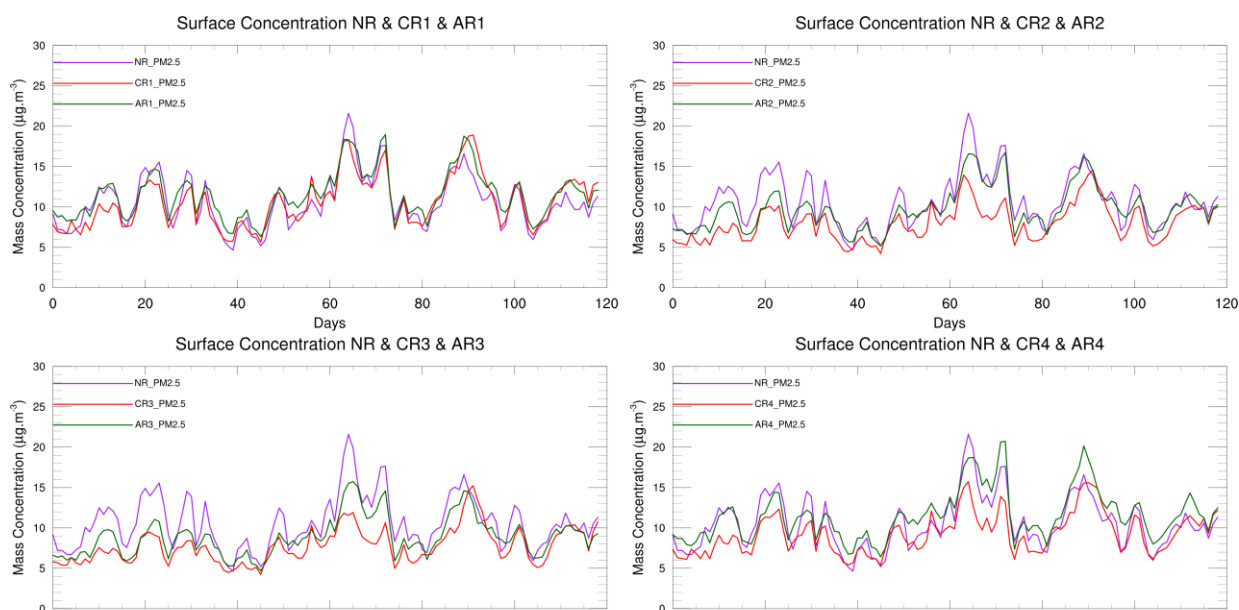 Surface Concentration NR & CR1 & AR1
Mass Concentration (µg.m-³)
30
25
20
15
10
5
0
NR_PM2.5
CR1_PM2.5
AR1_PM2.5
0 20 40 60 80 100 120
Days
Surface Concentration NR & CR2 & AR2
Mass Concentration (µg.m-³)
30
25
20
15
10
5
0
NR_PM2.5
CR2_PM2.5
AR2_PM2.5
0 20 40 60 80 100 120
Days
Surface Concentration NR & CR3 & AR3
Mass Concentration (µg.m-³)
30
25
20
15
10
5
0
NR_PM2.5
CR3_PM2.5
AR3_PM2.5
Surface Concentration NR & CR4 & AR4
Mass Concentration (µg.m-³)
30
25
20
15
10
5
0
NR_PM2.5
CR4_PM2.5
AR4_PM2.5